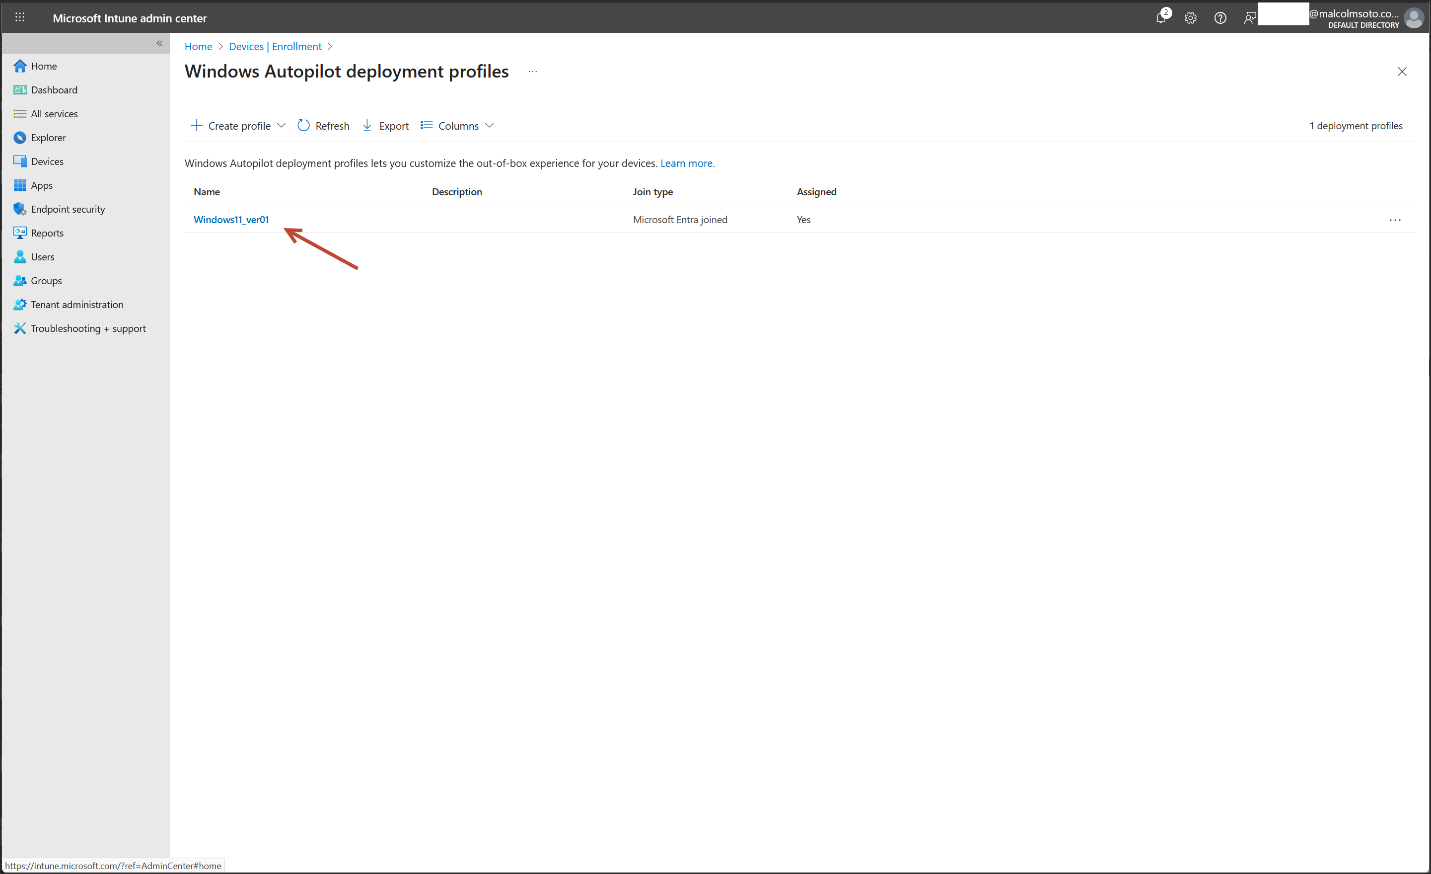 Microsoft Intune admin center
2
@malcolmsoto.co...
DEFAULT DIRECTORY
«
Home > Devices | Enrollment >
Windows Autopilot deployment profiles ...
Home
Dashboard
All services
Explorer
Devices
Apps
Endpoint security
Reports
Users
Groups
Tenant administration
Troubleshooting + support
Create profile
Refresh
Export
Columns
1 deployment profiles
Windows Autopilot deployment profiles lets you customize the out-of-box experience for your devices. Learn more.
Name Description Join type Assigned
Windows11_ver01 Microsoft Entra joined Yes ...
https://intune.microsoft.com/?ref=AdminCenter#home